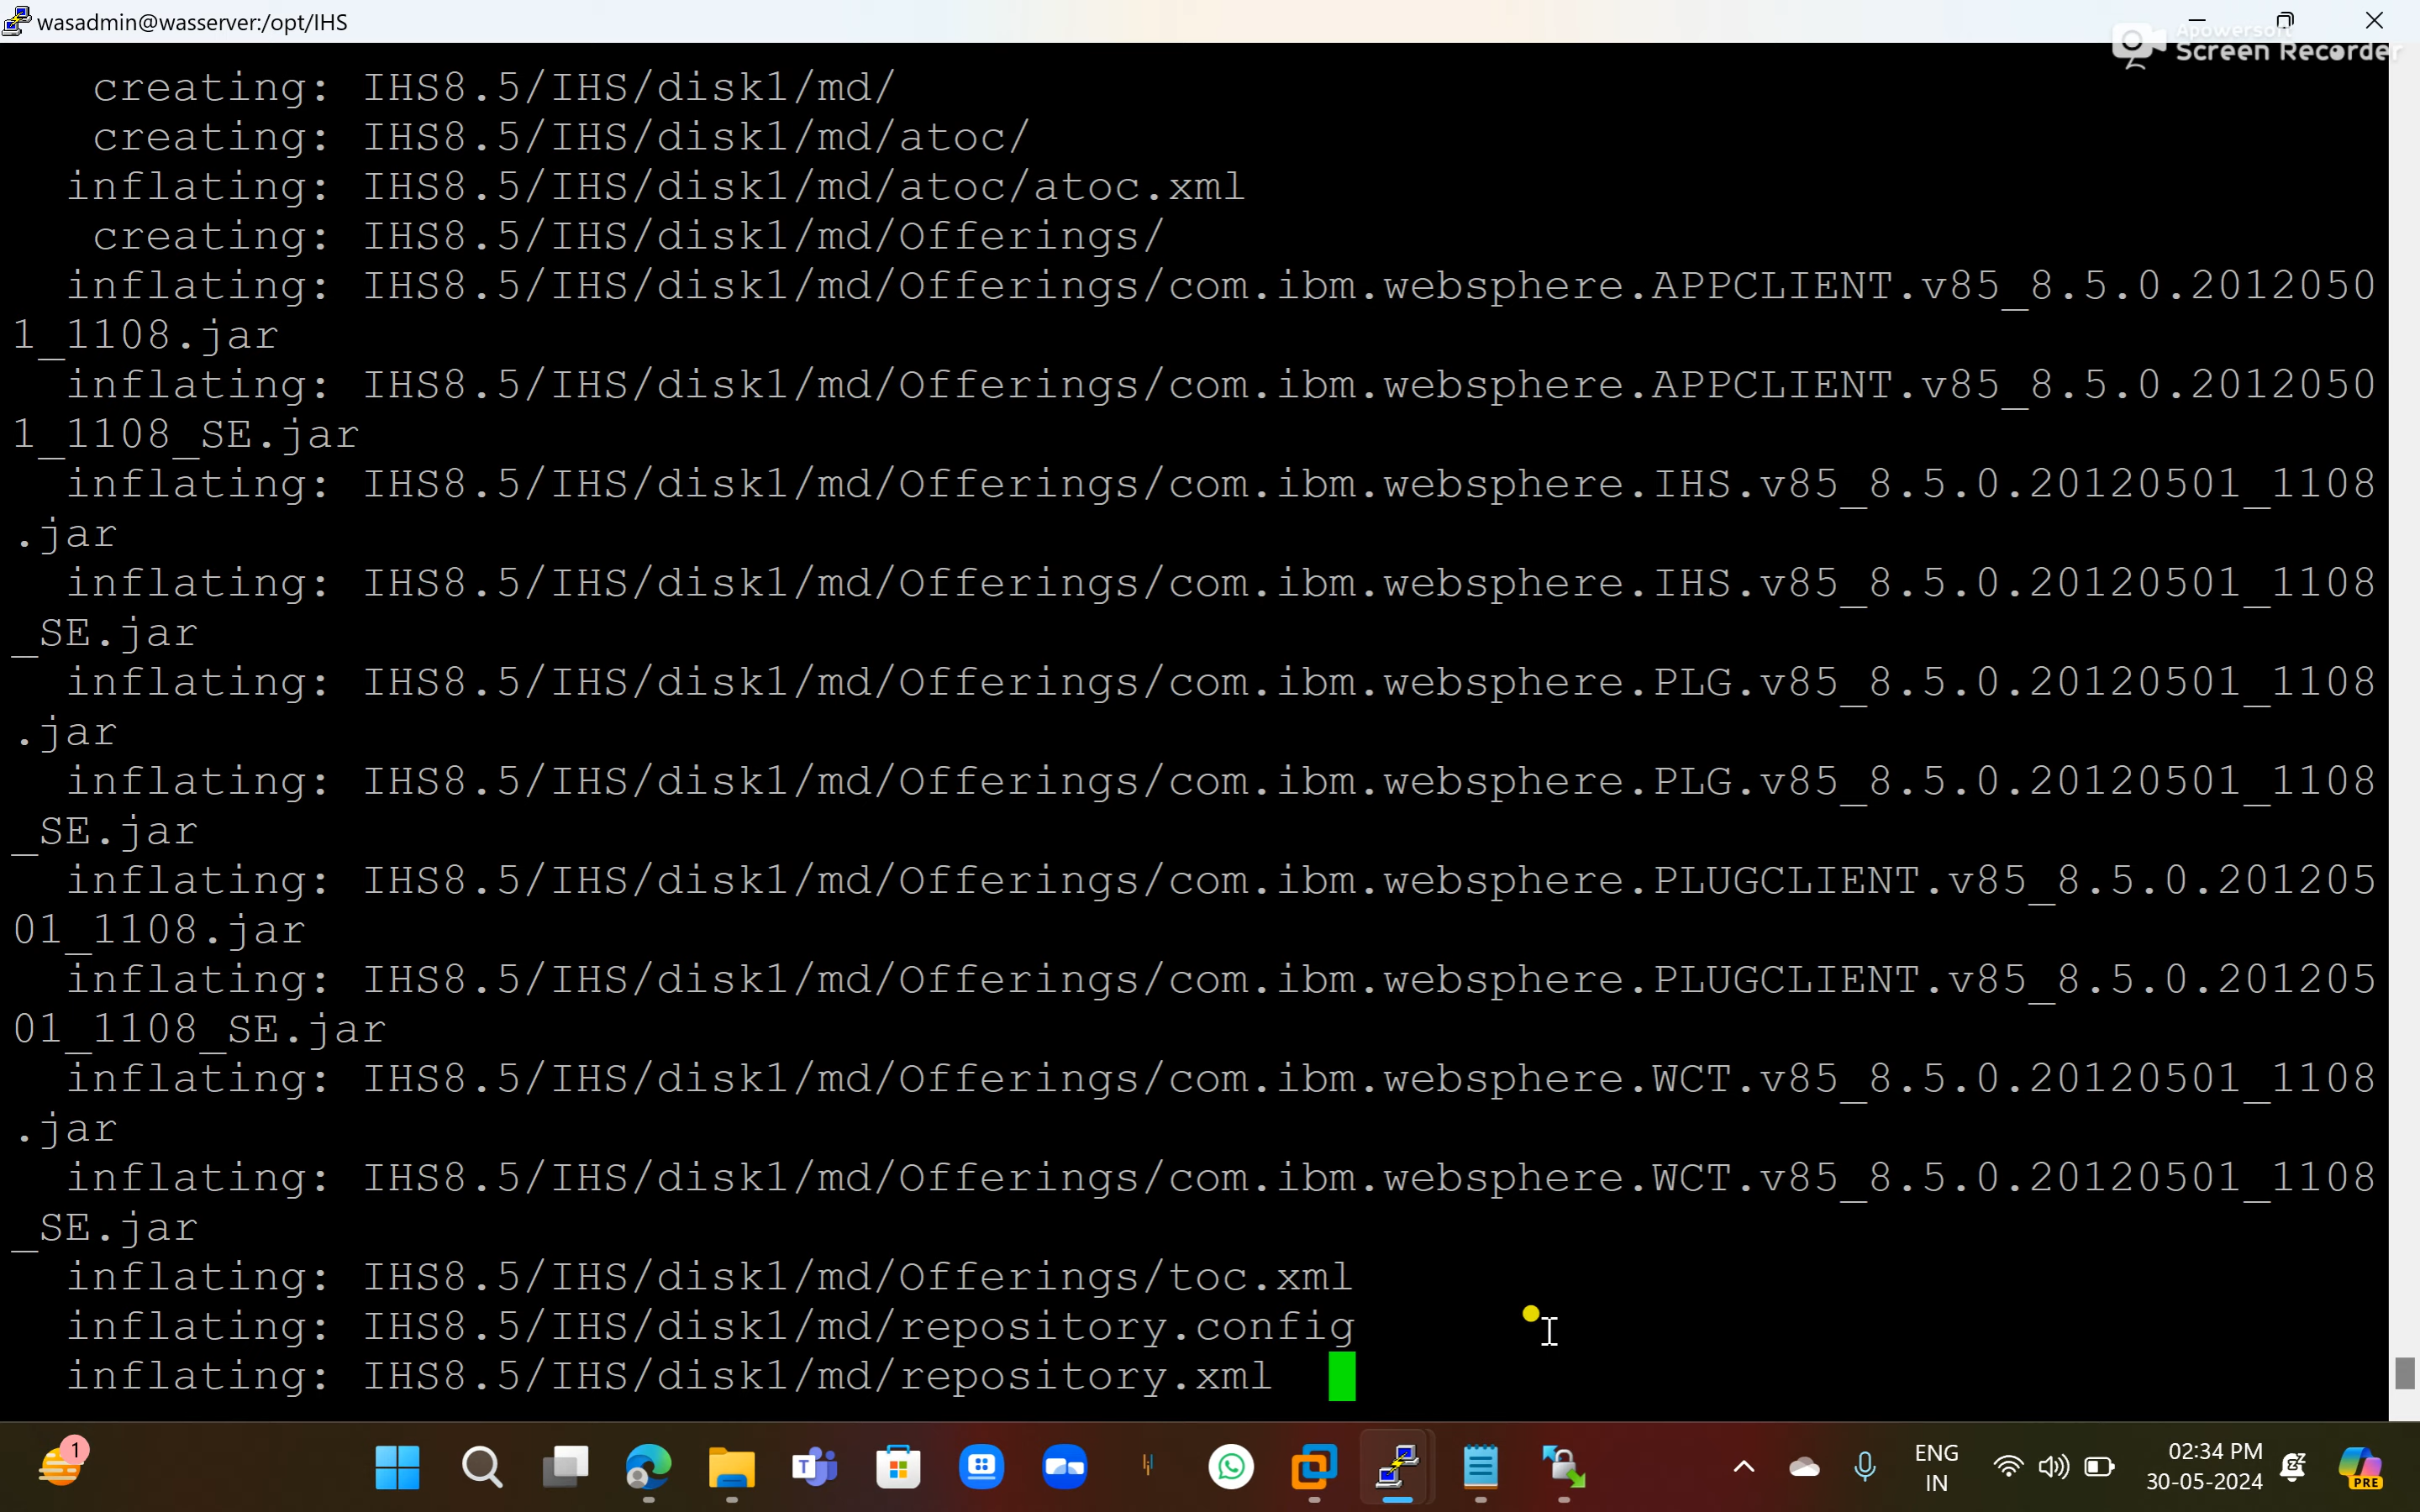 wasadmin@wasserver:/opt/IHS
Apowersoft
Screen Recorder
creating: IHS8.5/IHS/disk1/md/
creating: IHS8.5/IHS/disk1/md/atoc/
inflating: IHS8.5/IHS/disk1/md/atoc/atoc.xml
creating: IHS8.5/IHS/disk1/md/Offerings/
inflating: IHS8.5/IHS/disk1/md/Offerings/com.ibm.websphere.APPCLIENT.v85_8.5.0.2012050
1_1108.jar
inflating: IHS8.5/IHS/disk1/md/Offerings/com.ibm.websphere.APPCLIENT.v85_8.5.0.2012050
1_1108_SE.jar
inflating: IHS8.5/IHS/disk1/md/Offerings/com.ibm.websphere.IHS.v85_8.5.0.20120501_1108
.jar
inflating: IHS8.5/IHS/disk1/md/Offerings/com.ibm.websphere.IHS.v85_8.5.0.20120501_1108
_SE.jar
inflating: IHS8.5/IHS/disk1/md/Offerings/com.ibm.websphere.PLG.v85_8.5.0.20120501_1108
.jar
inflating: IHS8.5/IHS/disk1/md/Offerings/com.ibm.websphere.PLG.v85_8.5.0.20120501_1108
_SE.jar
inflating: IHS8.5/IHS/disk1/md/Offerings/com.ibm.websphere.PLUGCLIENT.v85_8.5.0.201205
01_1108.jar
inflating: IHS8.5/IHS/disk1/md/Offerings/com.ibm.websphere.PLUGCLIENT.v85_8.5.0.201205
01_1108_SE.jar
inflating: IHS8.5/IHS/disk1/md/Offerings/com.ibm.websphere.WCT.v85_8.5.0.20120501_1108
.jar
inflating: IHS8.5/IHS/disk1/md/Offerings/com.ibm.websphere.WCT.v85_8.5.0.20120501_1108
_SE.jar
inflating: IHS8.5/IHS/disk1/md/Offerings/toc.xml
inflating: IHS8.5/IHS/disk1/md/repository.config
inflating: IHS8.5/IHS/disk1/md/repository.xml
1
T
ENG
IN
02:34 PM
30-05-2024
PRE